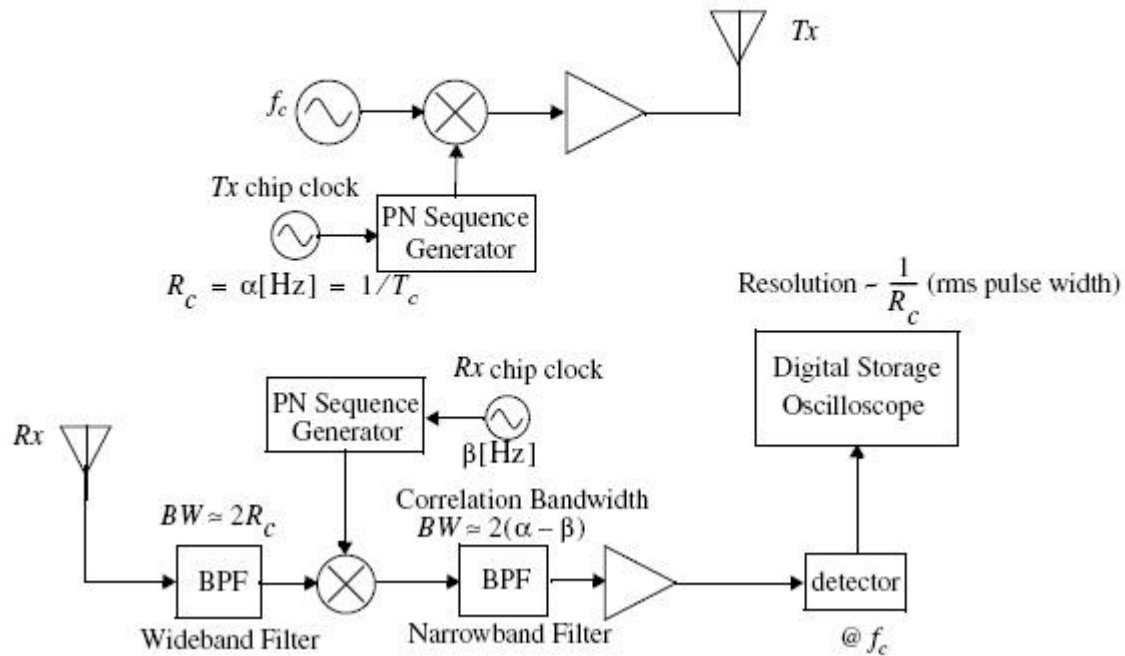 Tx
f_c
Tx chip clock
PN Sequence
Generator
R_c = α[Hz] = 1/T_c
Resolution ~ 1/R_c (rms pulse width)
Digital Storage
Oscilloscope
Rx chip clock
PN Sequence
Generator
β[Hz]
Rx
Correlation Bandwidth
BW ≃ 2R_c
BW ≃ 2(α – β)
BPF
BPF
detector
Wideband Filter
Narrowband Filter
@ f_c